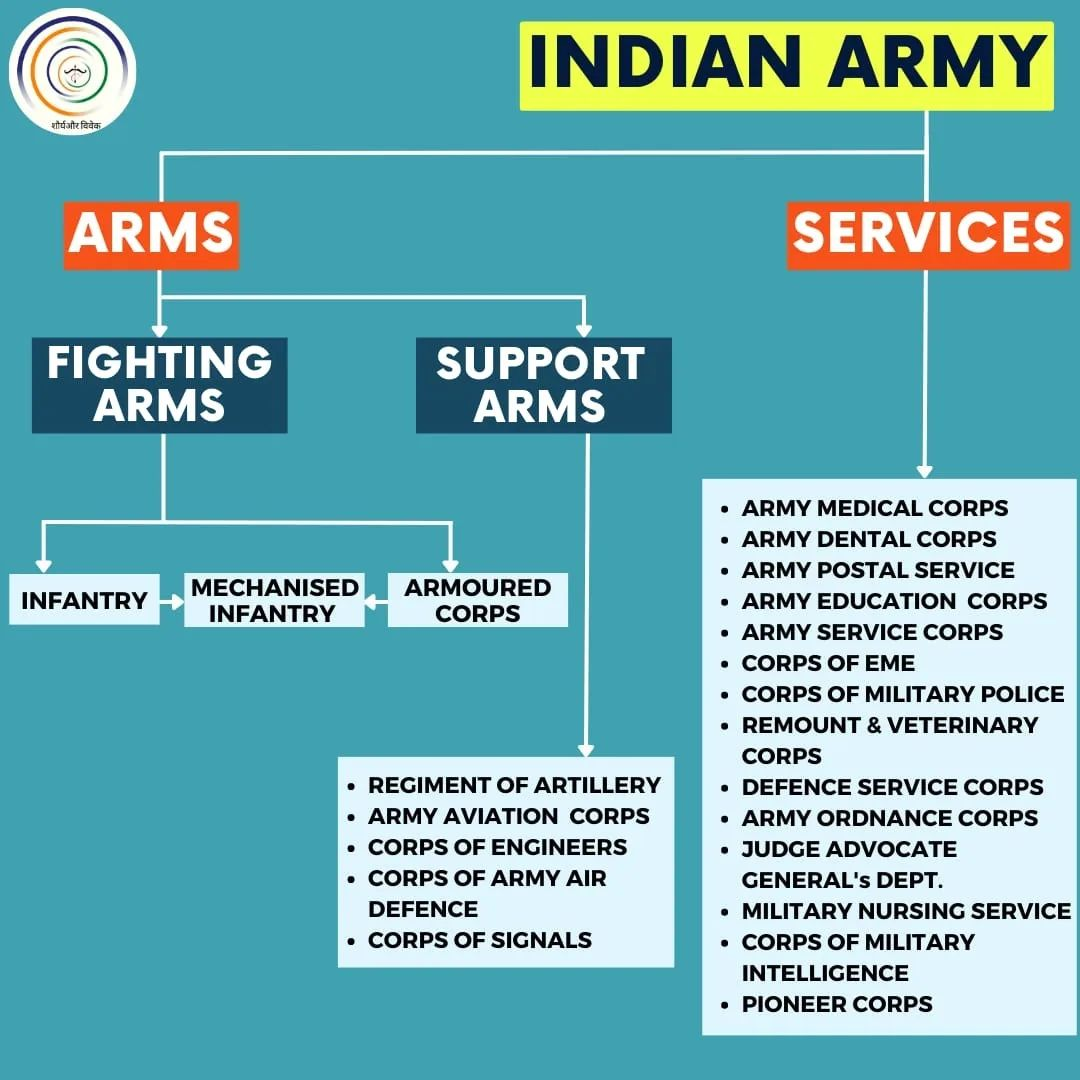 शौर्यऔर विवेक
INDIAN ARMY
ARMS
SERVICES
FIGHTING
ARMS
SUPPORT
ARMS
INFANTRY
MECHANISED
INFANTRY
ARMOURED
CORPS
• REGIMENT OF ARTILLERY
• ARMY AVIATION CORPS
• CORPS OF ENGINEERS
• CORPS OF ARMY AIR
DEFENCE
• CORPS OF SIGNALS
• ARMY MEDICAL CORPS
• ARMY DENTAL CORPS
• ARMY POSTAL SERVICE
• ARMY EDUCATION CORPS
• ARMY SERVICE CORPS
• CORPS OF EME
• CORPS OF MILITARY POLICE
• REMOUNT & VETERINARY
CORPS
• DEFENCE SERVICE CORPS
• ARMY ORDNANCE CORPS
• JUDGE ADVOCATE
GENERAL's DEPT.
• MILITARY NURSING SERVICE
• CORPS OF MILITARY
INTELLIGENCE
• PIONEER CORPS